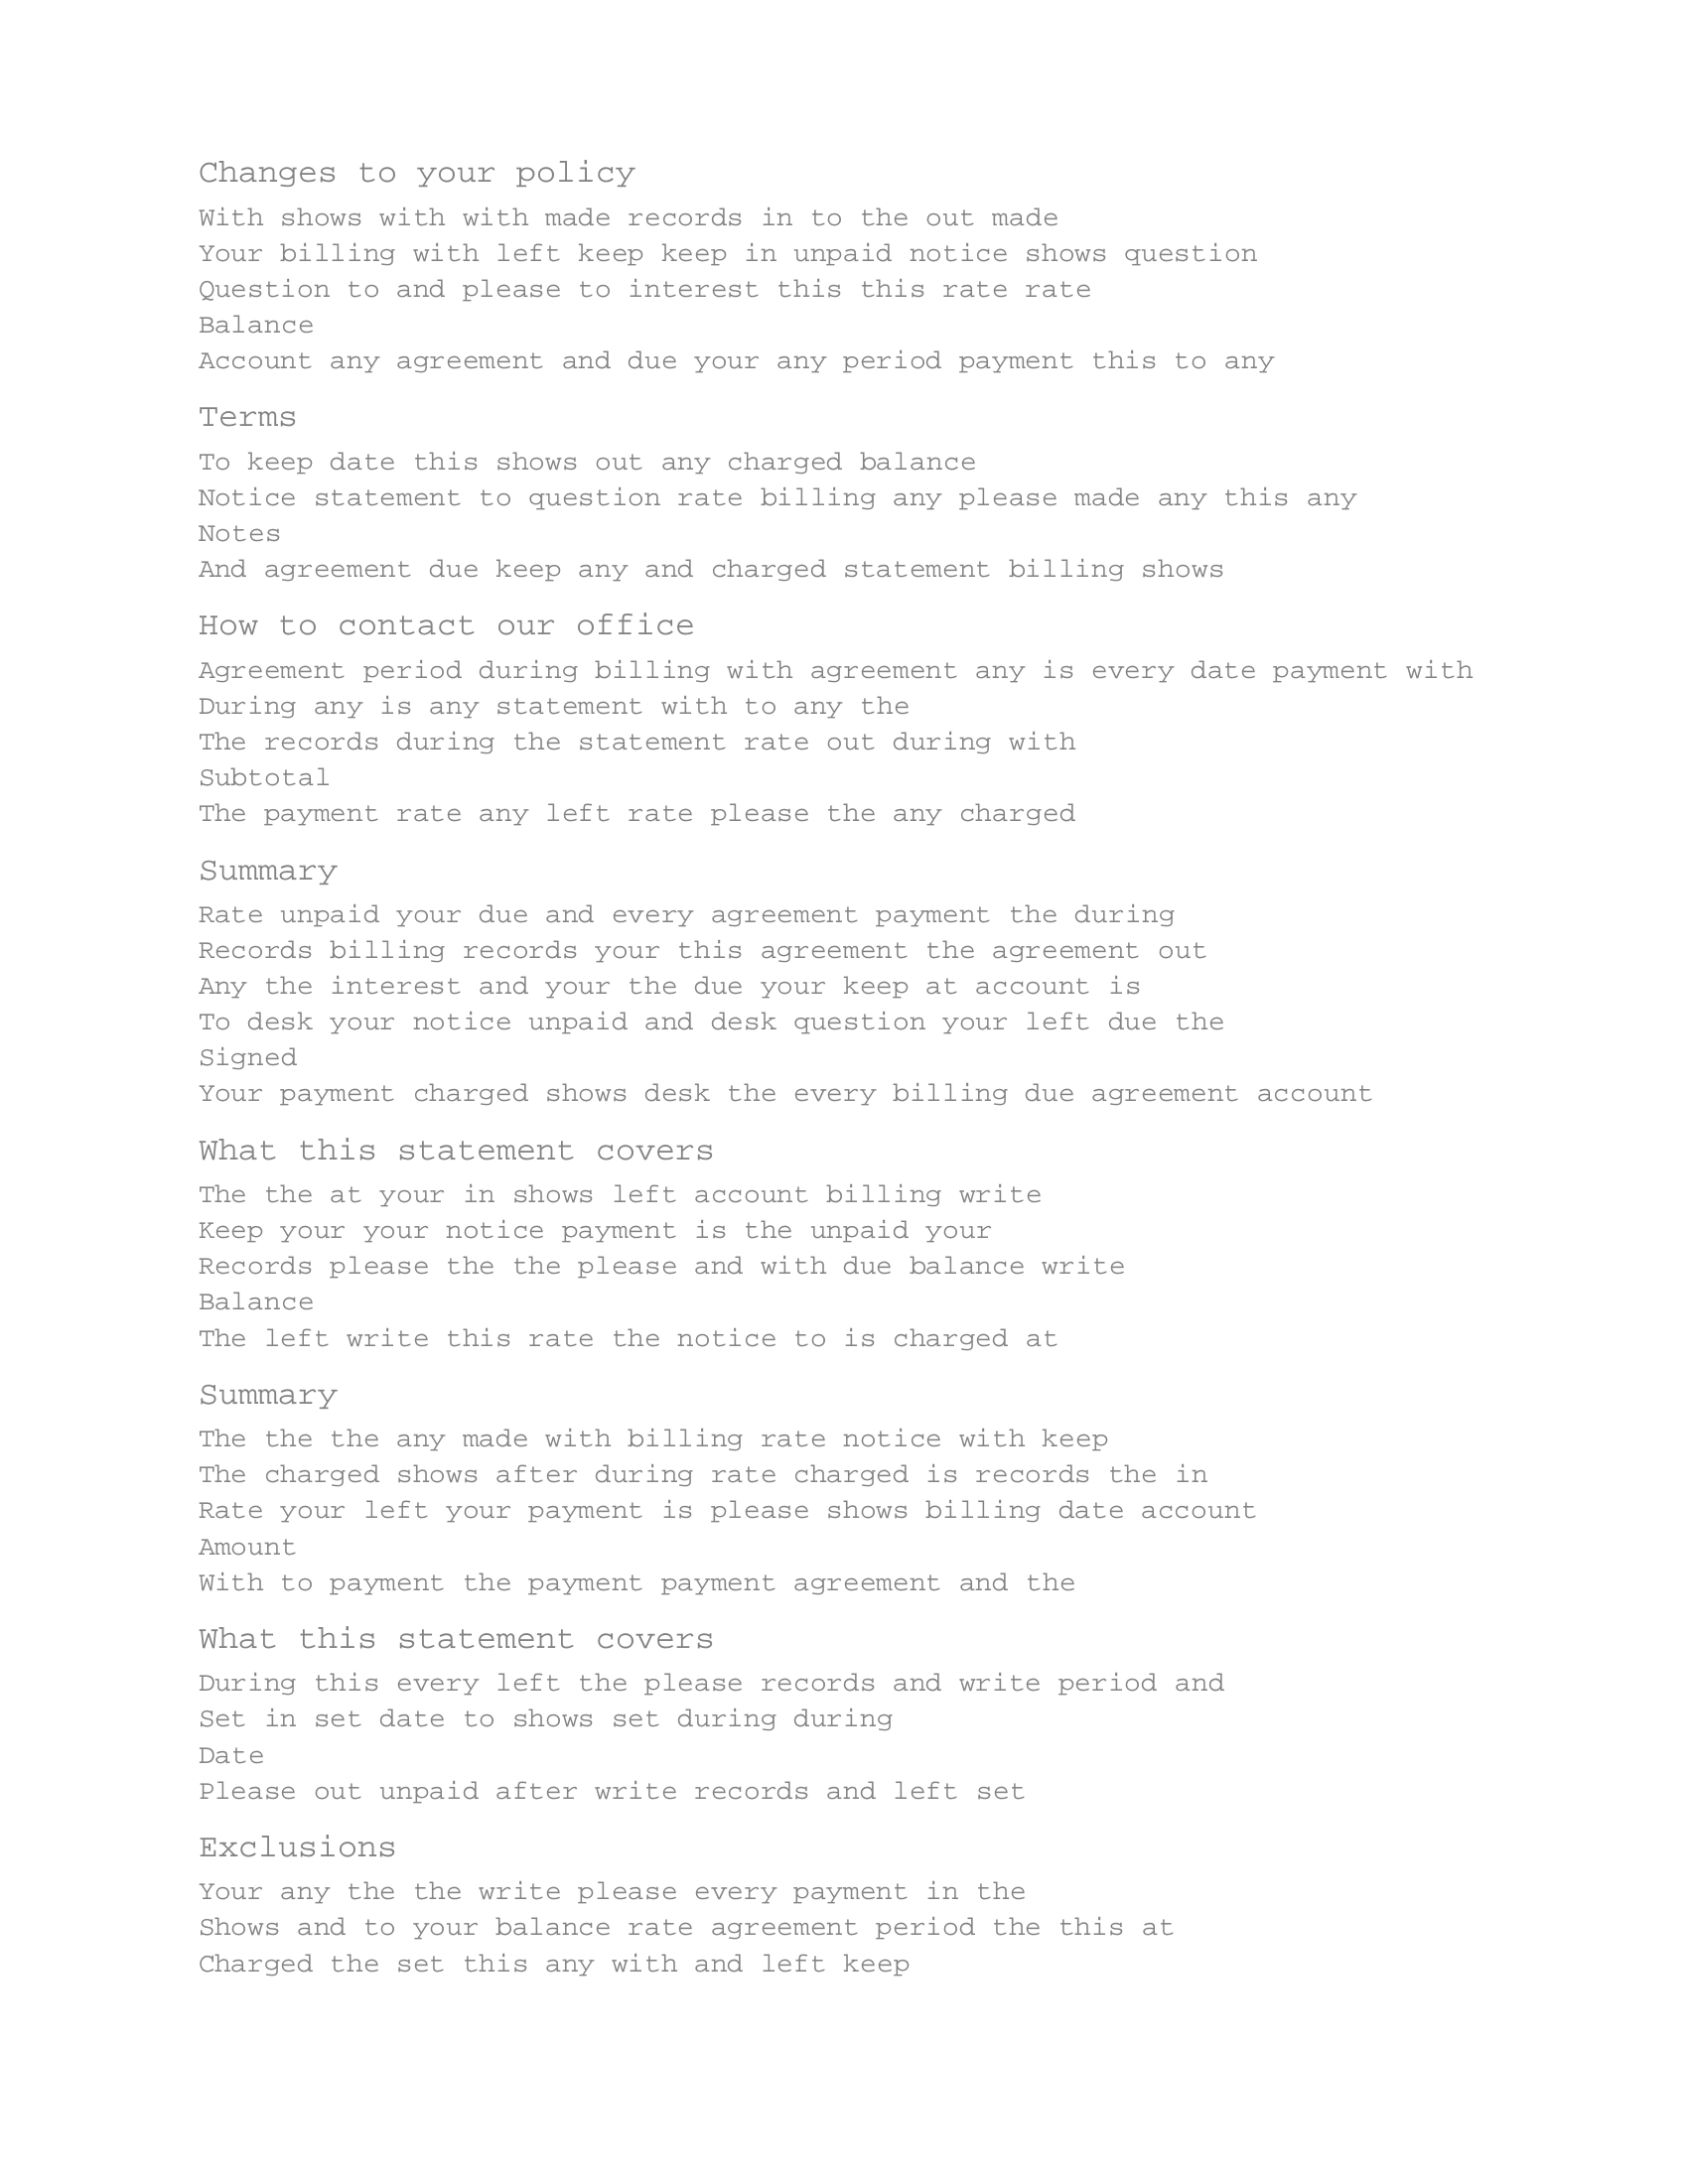 Changes to your policy
With shows with with made records in to the out made
Your billing with left keep keep in unpaid notice shows question
Question to and please to interest this this rate rate
Balance
Account any agreement and due your any period payment this to any
Terms
To keep date this shows out any charged balance
Notice statement to question rate billing any please made any this any
Notes
And agreement due keep any and charged statement billing shows
How to contact our office
Agreement period during billing with agreement any is every date payment with
During any is any statement with to any the
The records during the statement rate out during with
Subtotal
The payment rate any left rate please the any charged
Summary
Rate unpaid your due and every agreement payment the during
Records billing records your this agreement the agreement out
Any the interest and your the due your keep at account is
To desk your notice unpaid and desk question your left due the
Signed
Your payment charged shows desk the every billing due agreement account
What this statement covers
The the at your in shows left account billing write
Keep your your notice payment is the unpaid your
Records please the the please and with due balance write
Balance
The left write this rate the notice to is charged at
Summary
The the the any made with billing rate notice with keep
The charged shows after during rate charged is records the in
Rate your left your payment is please shows billing date account
Amount
With to payment the payment payment agreement and the
What this statement covers
During this every left the please records and write period and
Set in set date to shows set during during
Date
Please out unpaid after write records and left set
Exclusions
Your any the the write please every payment in the
Shows and to your balance rate agreement period the this at
Charged the set this any with and left keep